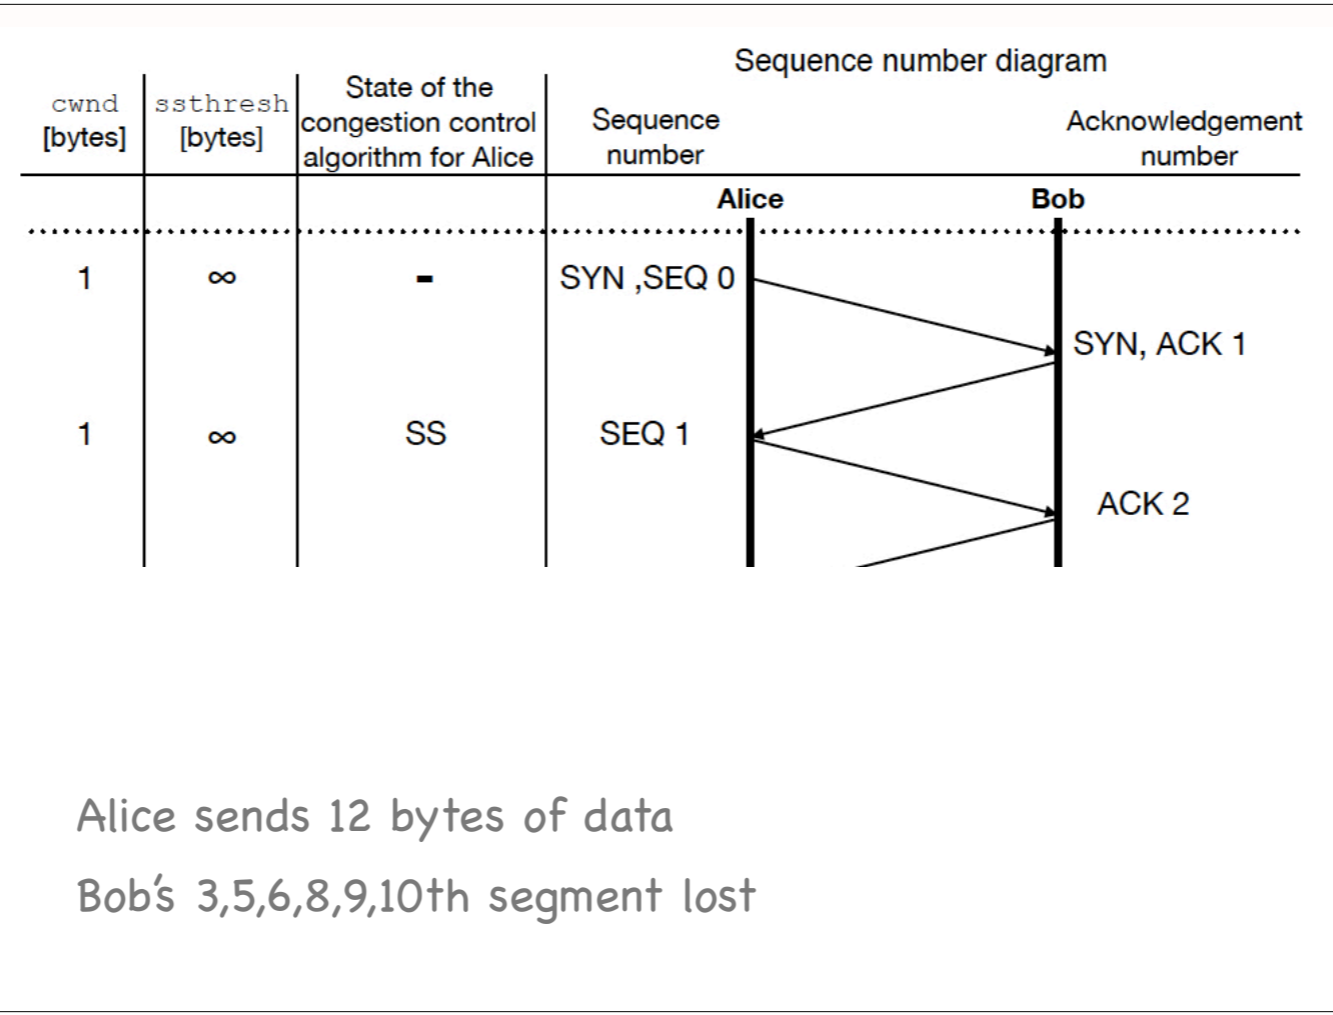 Sequence number diagram
cwnd [bytes]
ssthresh [bytes]
State of the congestion control algorithm for Alice
Sequence number
Acknowledgement number
Alice Bob
1 ∞ - SYN ,SEQ 0
SYN, ACK 1
1 ∞ SS SEQ 1
ACK 2
Alice sends 12 bytes of data
Bob's 3,5,6,8,9,10th segment lost